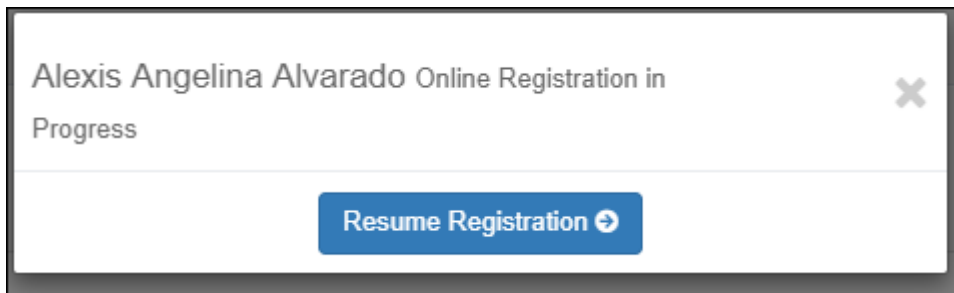 Alexis Angelina Alvarado Online Registration in
Progress
Resume Registration